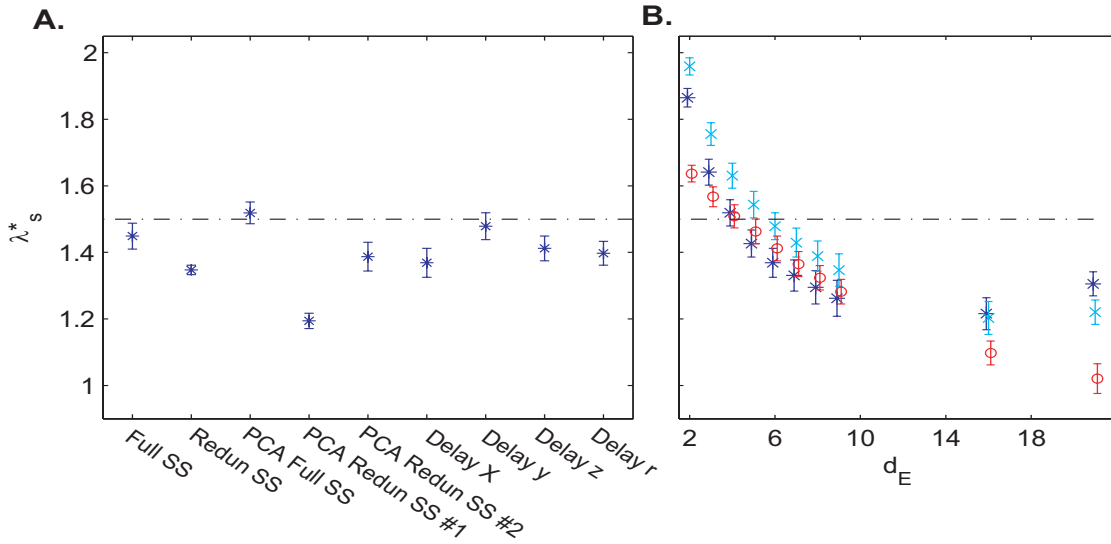 A.
B.
2
1.8
1.6
1.4
1.2
1
λ*s
Full SS
Redun SS
PCA Full SS
PCA Redun SS #1
PCA Redun SS #2
Delay X
Delay y
Delay z
Delay r
2
6
10
14
18
dE